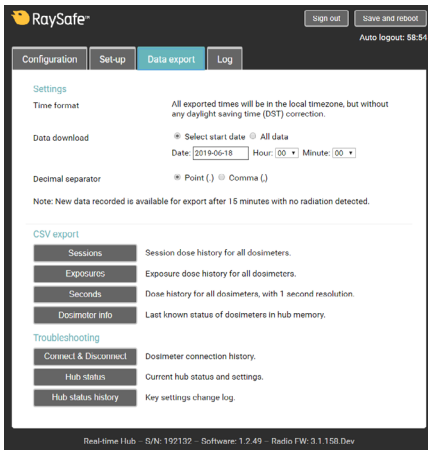 RaySafe™
Sign out
Save and reboot
Auto logout: 58:54
Configuration
Set-up
Data export
Log
Settings
Time format
All exported times will be in the local timezone, but without
any daylight saving time (DST) correction.
Data download
Select start date
All data
Date: 2019-06-18 Hour: 00 Minute: 00
Decimal separator
Point (.)
Comma (,)
Note: New data recorded is available for export after 15 minutes with no radiation detected.
CSV export
Sessions
Session dose history for all dosimeters.
Exposures
Exposure dose history for all dosimeters.
Seconds
Dose history for all dosimeters, with 1 second resolution.
Dosimeter info
Last known status of dosimeters in hub memory.
Troubleshooting
Connect & Disconnect
Dosimeter connection history.
Hub status
Current hub status and settings.
Hub status history
Key settings change log.
Real-time Hub – S/N: 192132 – Software: 1.2.49 – Radio FW: 3.1.158.Dev